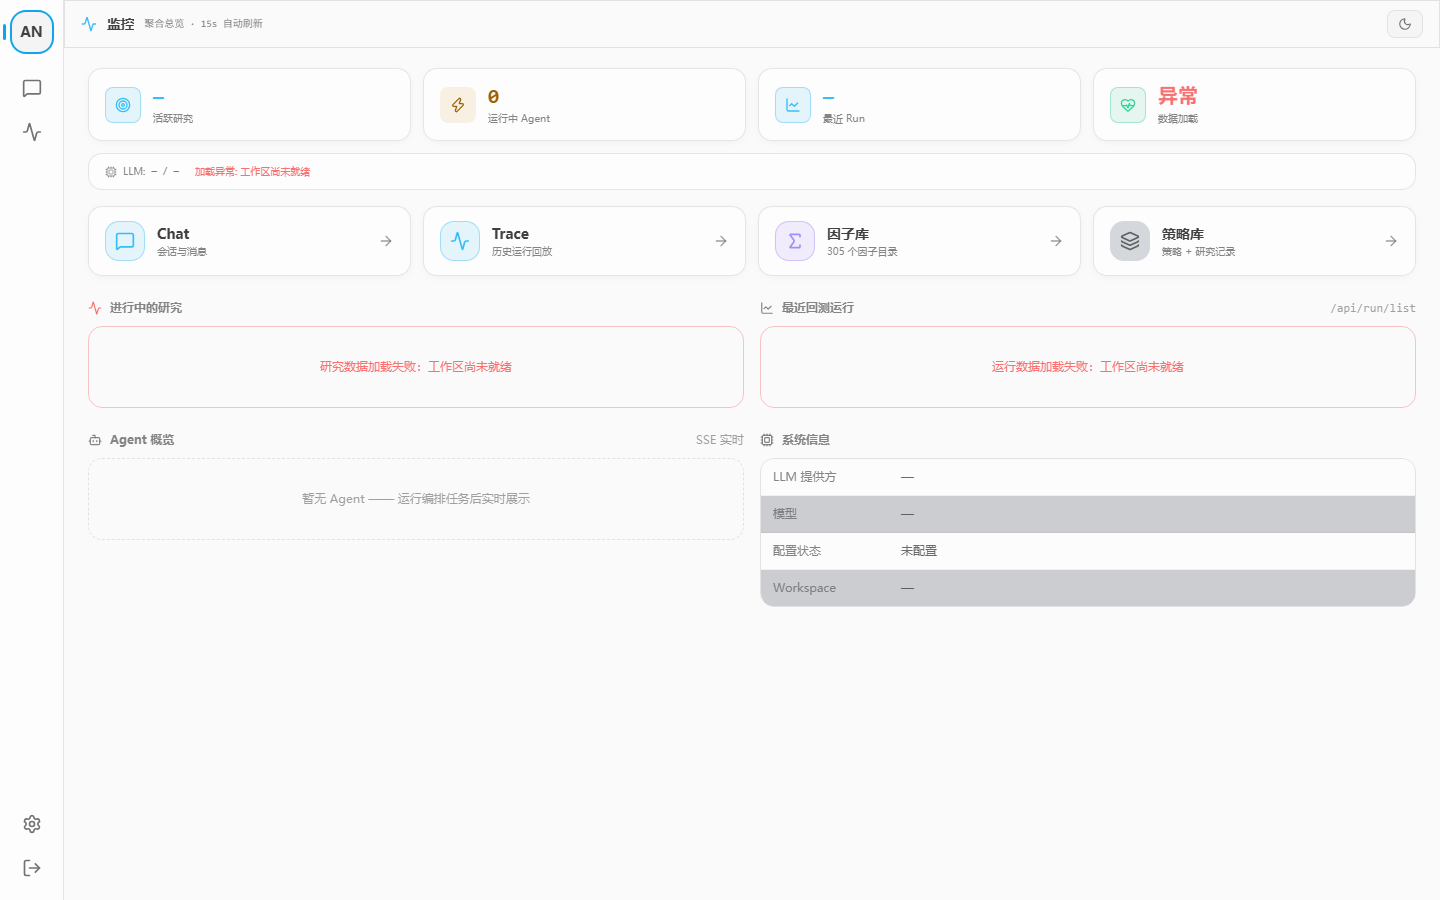 AN
监控
聚合总览 · 15s 自动刷新
—
活跃研究
0
运行中 Agent
—
最近 Run
异常
数据加载
LLM: — / —
加载异常: 工作区尚未就绪
Chat
会话与消息
Trace
历史运行回放
因子库
305 个因子目录
策略库
策略 + 研究记录
进行中的研究
研究数据加载失败：工作区尚未就绪
最近回测运行
/api/run/list
运行数据加载失败：工作区尚未就绪
Agent 概览
SSE 实时
暂无 Agent —— 运行编排任务后实时展示
系统信息
LLM 提供方 —
模型 —
配置状态 未配置
Workspace —